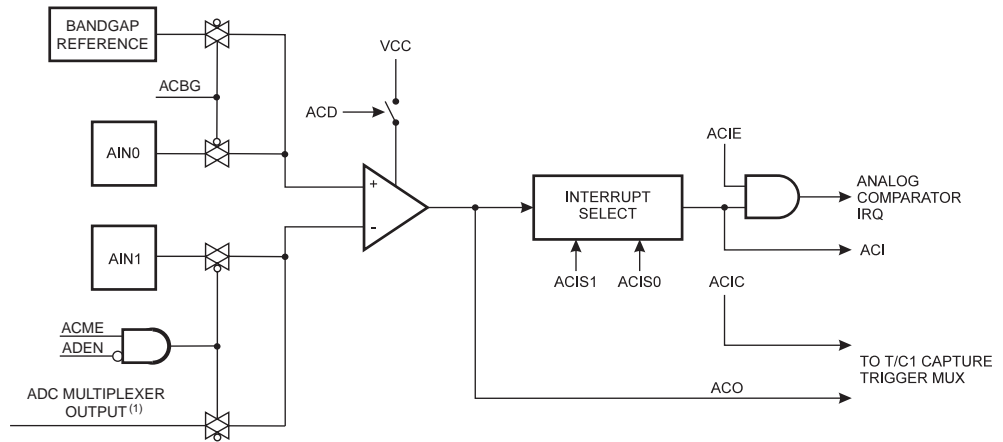 BANDGAP
REFERENCE
ACBG
AIN0
VCC
ACD
+
-
INTERRUPT
SELECT
ACIS1 ACIS0
ACIE
ANALOG
COMPARATOR
IRQ
ACI
AIN1
ACME
ADEN
ADC MULTIPLEXER
OUTPUT (1)
ACIC
TO T/C1 CAPTURE
TRIGGER MUX
ACO